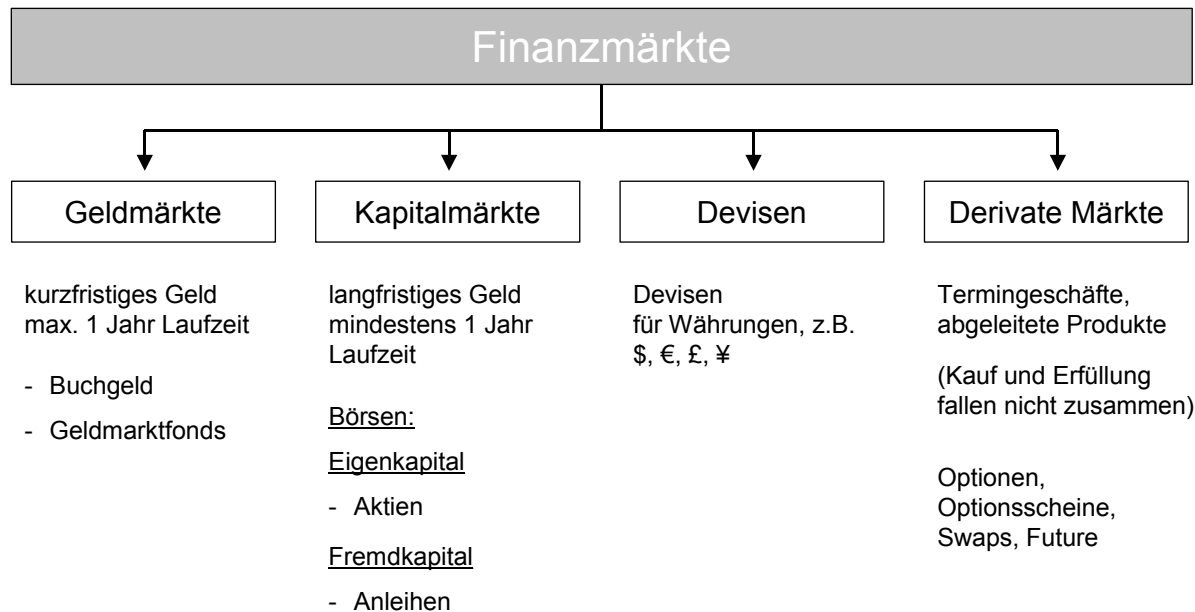 Finanzmärkte
Geldmärkte
kurzfristiges Geld
max. 1 Jahr Laufzeit
- Buchgeld
- Geldmarktfonds
Kapitalmärkte
langfristiges Geld
mindestens 1 Jahr
Laufzeit
Börsen:
Eigenkapital
- Aktien
Fremdkapital
- Anleihen
Devisen
Devisen
für Währungen, z.B.
$, €, £, ¥
Derivate Märkte
Termingeschäfte,
abgeleitete Produkte
(Kauf und Erfüllung
fallen nicht zusammen)
Optionen,
Optionsscheine,
Swaps, Future